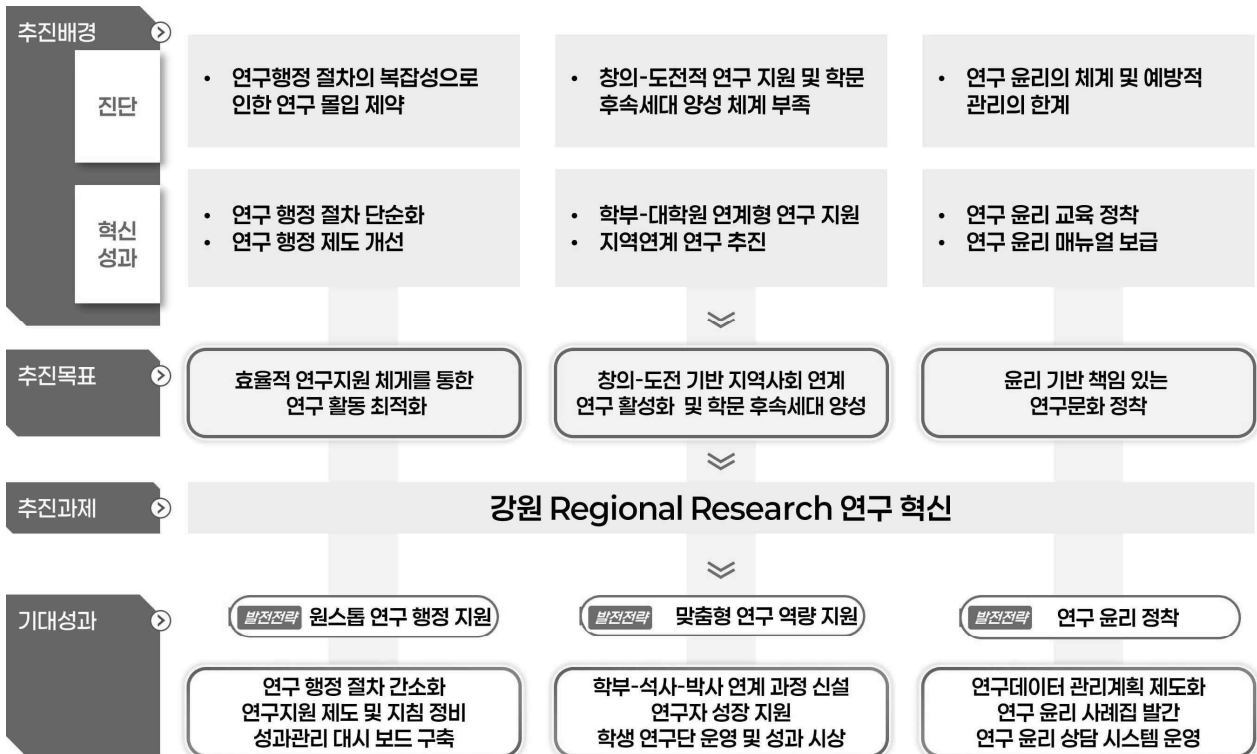 추진배경
진단
• 연구행정 절차의 복잡성으로
인한 연구 몰입 제약
• 창의-도전적 연구 지원 및 학문
후속세대 양성 체계 부족
• 연구 윤리의 체계 및 예방적
관리의 한계
혁신
성과
• 연구 행정 절차 단순화
• 연구 행정 제도 개선
• 학부-대학원 연계형 연구 지원
• 지역연계 연구 추진
• 연구 윤리 교육 정착
• 연구 윤리 매뉴얼 보급
추진목표
효율적 연구지원 체게를 통한
연구 활동 최적화
창의-도전 기반 지역사회 연계
연구 활성화 및 학문 후속세대 양성
윤리 기반 책임 있는
연구문화 정착
추진과제
강원 Regional Research 연구 혁신
기대성과
발전전략 원스톱 연구 행정 지원
발전전략 맞춤형 연구 역량 지원
발전전략 연구 윤리 정착
연구 행정 절차 간소화
연구지원 제도 및 지침 정비
성과관리 대시 보드 구축
학부-석사-박사 연계 과정 신설
연구자 성장 지원
학생 연구단 운영 및 성과 시상
연구데이터 관리계획 제도화
연구 윤리 사례집 발간
연구 윤리 상담 시스템 운영